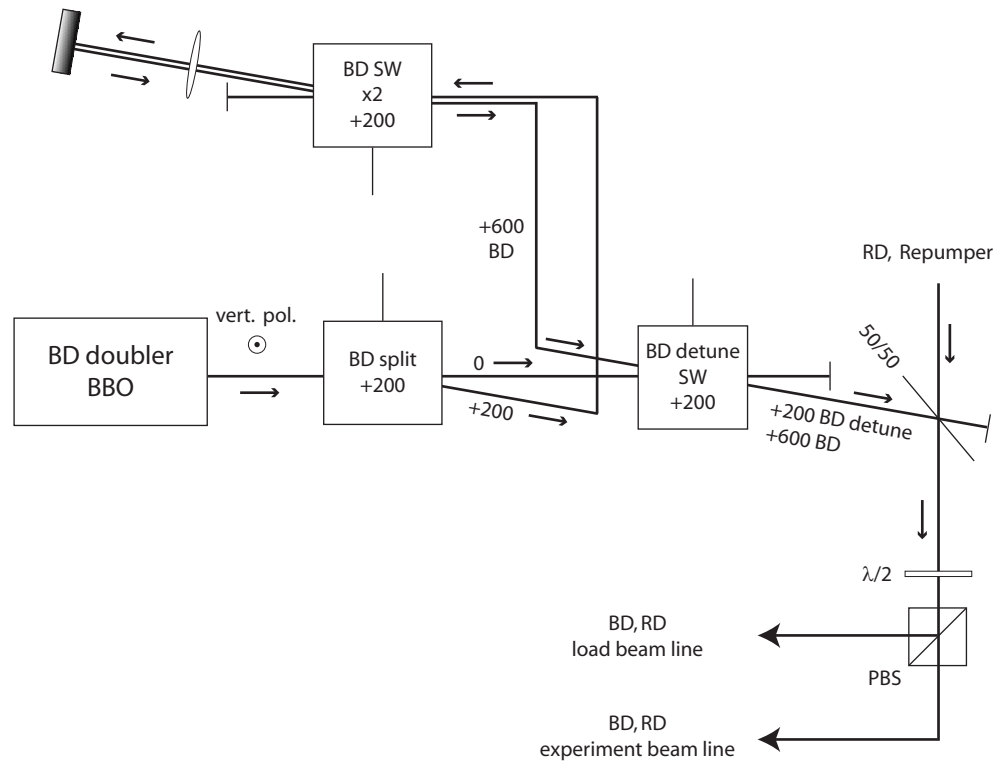 BD SW
x2
+200
+600
BD
RD, Repumper
vert. pol.
50/50
BD doubler
BBO
BD split
+200
0
+200
BD detune
SW
+200
+200 BD detune
+600 BD
λ/2
BD, RD
load beam line
PBS
BD, RD
experiment beam line